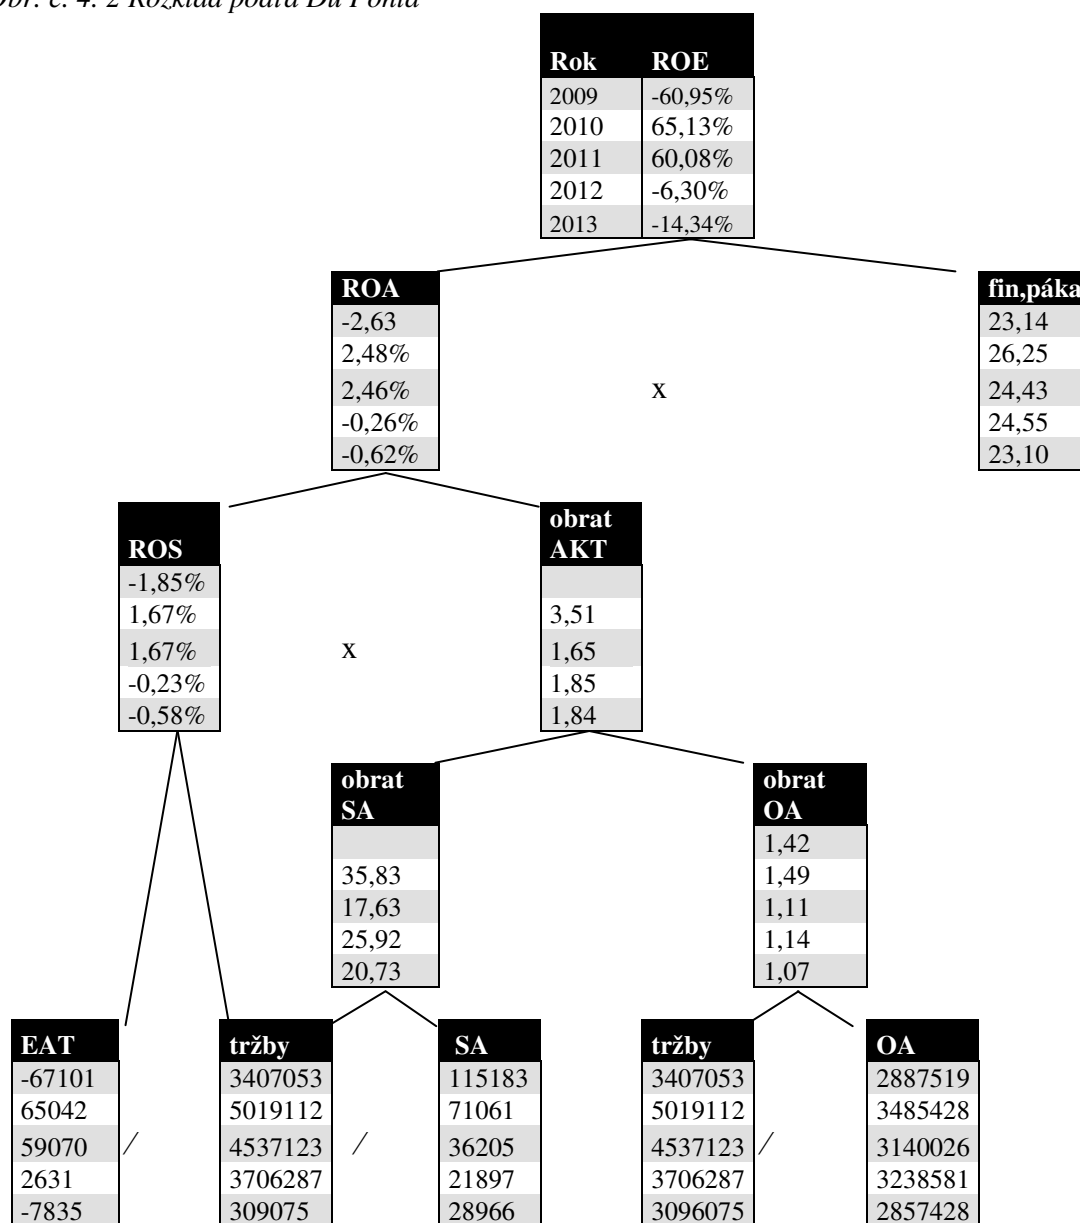 Obr. č. 4. 2 Rozklad podľa Du Ponta
Rok ROE
2009 -60,95%
2010 65,13%
2011 60,08%
2012 -6,30%
2013 -14,34%
ROA fin,páka
-2,63 23,14
2,48% 26,25
2,46% x 24,43
-0,26% 24,55
-0,62% 23,10
obrat
ROS AKT
-1,85%
1,67% 3,51
1,67% x 1,65
-0,23% 1,85
-0,58% 1,84
obrat obrat
SA OA
1,42
35,83 1,49
17,63 1,11
25,92 1,14
20,73 1,07
EAT tržby SA tržby OA
-67101 3407053 115183 3407053 2887519
65042 5019112 71061 5019112 3485428
59070 / 4537123 / 36205 4537123 / 3140026
2631 3706287 21897 3706287 3238581
-7835 309075 28966 3096075 2857428